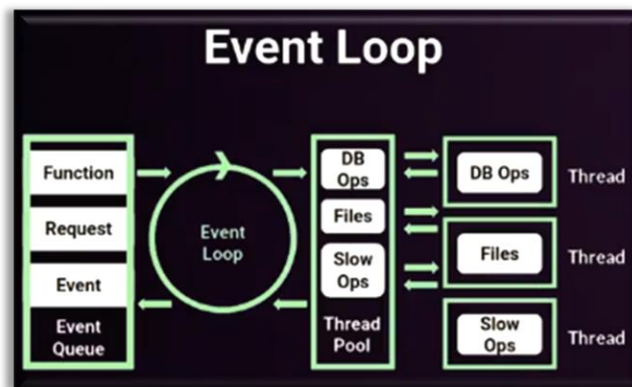 Event Loop
Function
Request
Event
Event
Queue
Event
Loop
DB
Ops
Files
Slow
Ops
Thread
Pool
DB Ops
Thread
Files
Thread
Slow
Ops
Thread